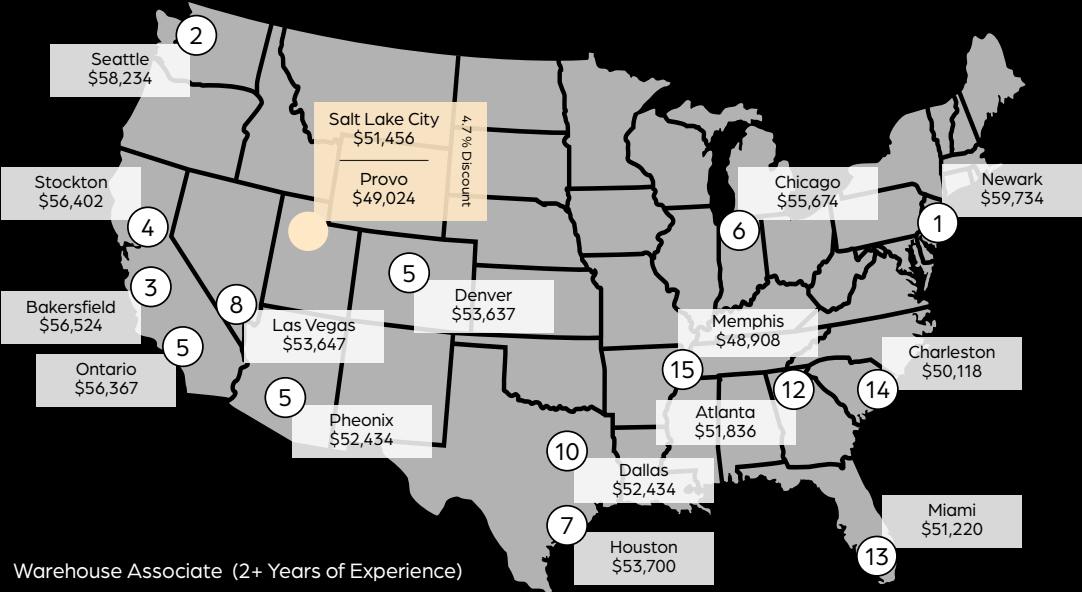 2
Seattle
$58,234
Salt Lake City
$51,456
Provo
$49,024
4.7 % Discount
Stockton
$56,402
4
Chicago
$55,674
6
Newark
$59,734
1
3
Bakersfield
$56,524
8
Las Vegas
$53,647
5
Denver
$53,637
5
Ontario
$56,367
Memphis
$48,908
15
Charleston
$50,118
14
12
Atlanta
$51,836
5
Pheonix
$52,434
10
Dallas
$52,434
7
Houston
$53,700
Miami
$51,220
13
Warehouse Associate (2+ Years of Experience)